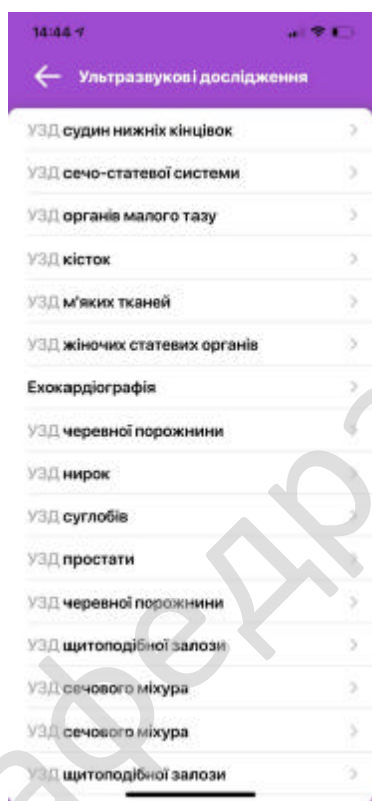 14:44
Ультразвукові дослідження
УЗД судин нижніх кінцівок
УЗД сечо-статевої системи
УЗД органів малого тазу
УЗД кісток
УЗД м'яких тканей
УЗД жіночих статевих органів
Ехокардіографія
УЗД черевної порожнини
УЗД нирок
УЗД суглобів
УЗД простати
УЗД черевної порожнини
УЗД щитоподібної залози
УЗД сечового міхура
УЗД сечового міхура
УЗД щитоподібної залози